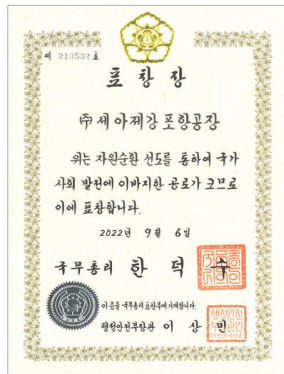 제 218532 호
표 창 장
㈜세아제강 포항공장
위는 자원순환 선도를 통하여 국가
사회 발전에 이바지한 공로가 크므로
이에 표창합니다.
2022년 9월 6일
국무총리 한 덕 수
이 증을 국무총리 표창부에 기재합니다.
행정안전부장관 이 상 민